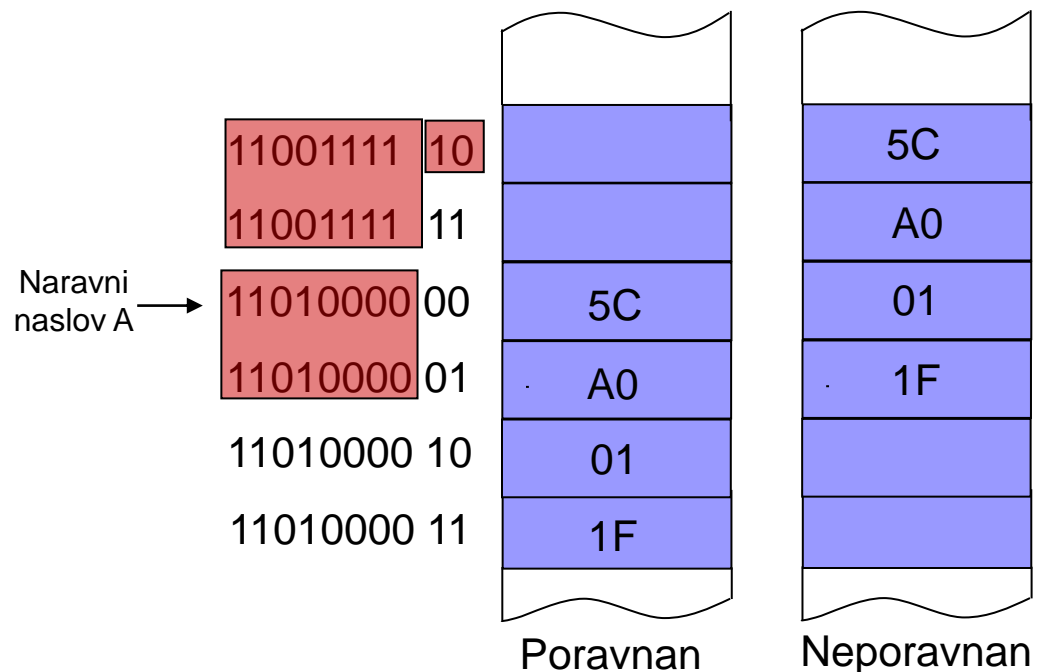 11001111 10 5C
11001111 11 A0
Naravni
naslov A
11010000 00 5C 01
11010000 01 A0 1F
11010000 10 01
11010000 11 1F
Poravnan Neporavnan